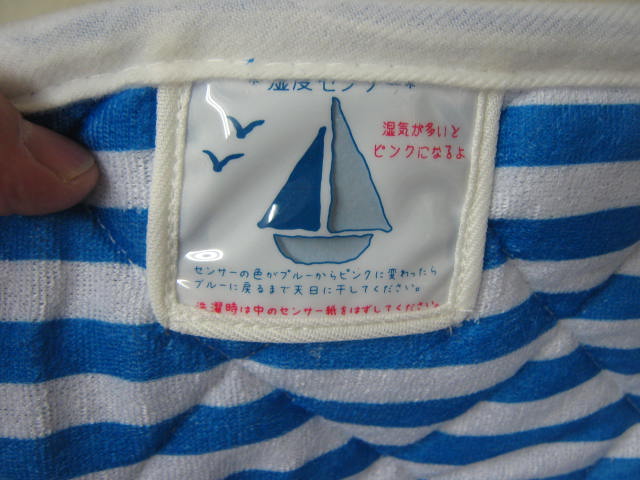 湿度センサー
湿気が多いと
ピンクになるよ
センサーの色がブルーからピンクに変わったら
ブルーに戻るまで天日に干してください。
洗濯時は中のセンサー紙をはずしてください。